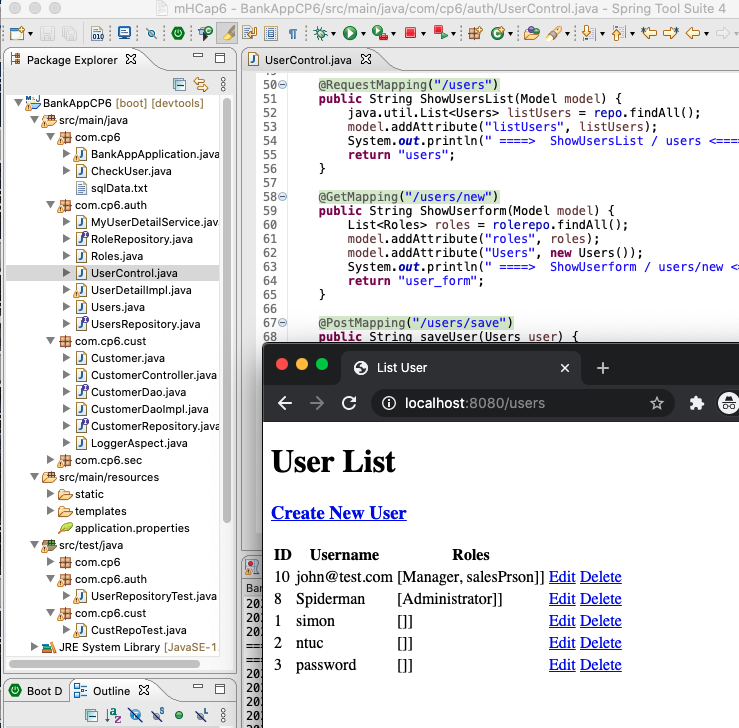 mHCap6 - BankAppCP6/src/main/java/com/cp6/auth/UserControl.java - Spring Tool Suite 4
Package Explorer
BankAppCP6 [boot] [devtools]
src/main/java
com.cp6
BankAppApplication.java
CheckUser.java
sqlData.txt
com.cp6.auth
MyUserDetailService.jav
RoleRepository.java
Roles.java
UserControl.java
UserDetailImpl.java
Users.java
UsersRepository.java
com.cp6.cust
Customer.java
CustomerController.java
CustomerDao.java
CustomerDaoImpl.java
CustomerRepository.java
LoggerAspect.java
com.cp6.sec
src/main/resources
static
templates
application.properties
src/test/java
com.cp6
com.cp6.auth
UserRepositoryTest.java
com.cp6.cust
CustRepoTest.java
JRE System Library [JavaSE-1.
Boot D
Outline
UserControl.java
50 @RequestMapping("/users")
51 public String ShowUsersList(Model model) {
52 java.util.List<Users> listUsers = repo.findAll();
53 model.addAttribute("listUsers", listUsers);
54 System.out.println(" ====> ShowUsersList / users <====
55 return "users";
56 }
57
58 @GetMapping("/users/new")
59 public String ShowUserform(Model model) {
60 List<Roles> roles = rolerepo.findAll();
61 model.addAttribute("roles", roles);
62 model.addAttribute("Users", new Users());
63 System.out.println(" ====> ShowUserform / users/new <=
64 return "user_form";
65 }
66
67 @PostMapping("/users/save")
68 public String saveUser(Users user) {
List User
localhost:8080/users
User List
Create New User
ID Username Roles
10 john@test.com [Manager, salesPrson]] Edit Delete
8 Spiderman [Administrator]] Edit Delete
1 simon []] Edit Delete
2 ntuc []] Edit Delete
3 password []] Edit Delete